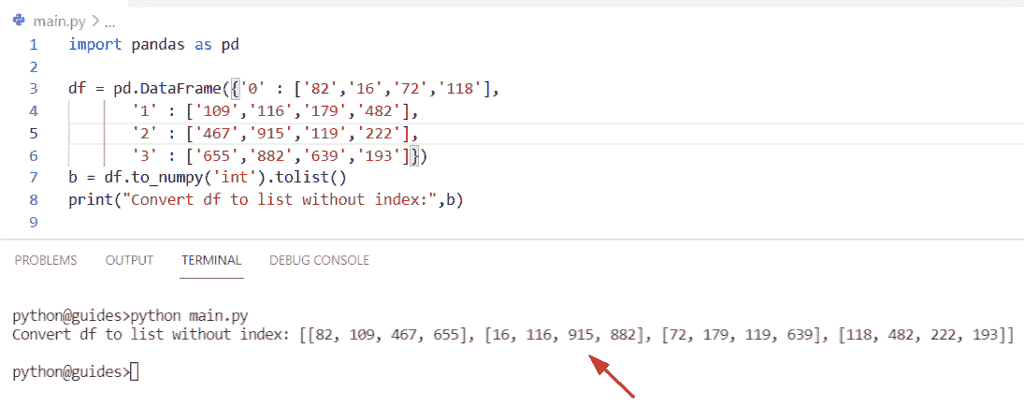 main.py > ...
1 import pandas as pd
2
3 df = pd.DataFrame({'0' : ['82','16','72','118'],
4 '1' : ['109','116','179','482'],
5 '2' : ['467','915','119','222'],
6 '3' : ['655','882','639','193']})
7 b = df.to_numpy('int').tolist()
8 print("Convert df to list without index:",b)
9
PROBLEMS OUTPUT TERMINAL DEBUG CONSOLE
python@guides>python main.py
Convert df to list without index: [[82, 109, 467, 655], [16, 116, 915, 882], [72, 179, 119, 639], [118, 482, 222, 193]]
python@guides>